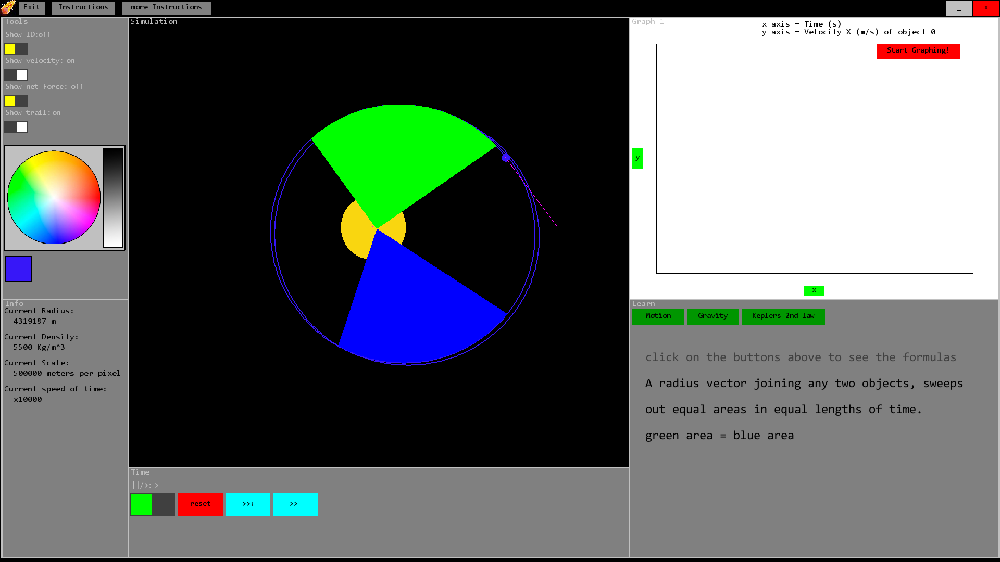 Exit
Instructions
more Instructions
_
x
Tools
Show ID:off
Show velocity: on
Show net Force: off
Show trail: on
Info
Current Radius:
4319187 m
Current Density:
5500 Kg/m^3
Current Scale:
500000 meters per pixel
Current speed of time:
x10000
Simulation
Time
||/>: >
reset
>>+
>>-
Graph 1
x axis = Time (s)
y axis = Velocity X (m/s) of object 0
Start Graphing!
y
x
Learn
Motion
Gravity
Keplers 2nd law
click on the buttons above to see the formulas
A radius vector joining any two objects, sweeps
out equal areas in equal lengths of time.
green area = blue area